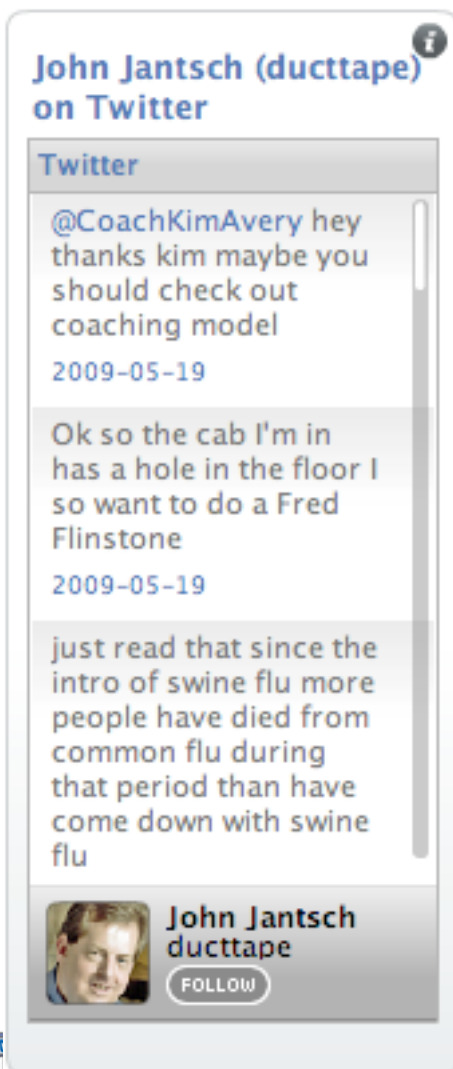 John Jantsch (ducttape)
on Twitter
Twitter
@CoachKimAvery hey
thanks kim maybe you
should check out
coaching model
2009-05-19
Ok so the cab I'm in
has a hole in the floor I
so want to do a Fred
Flinstone
2009-05-19
just read that since the
intro of swine flu more
people have died from
common flu during
that period than have
come down with swine
flu
John Jantsch
ducttape
FOLLOW